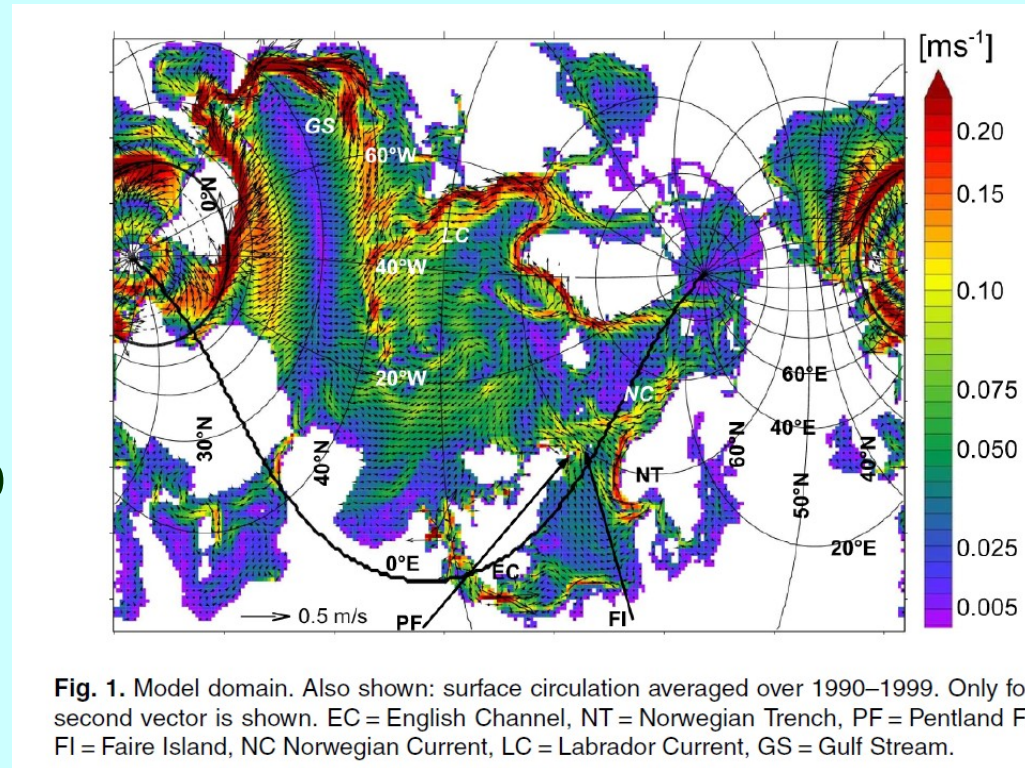 [ms⁻¹]
GS
0.20
60°W
0.15
0°N
LC
40°W
0.10
20°W
60°E
0.075
NC
30°N
40°N
40°E
60°N
40°N
0.050
NT
50°N
20°E
0.025
0°E
EC
0.005
0.5 m/s
PF
FI
Fig. 1. Model domain. Also shown: surface circulation averaged over 1990–1999. Only fo
second vector is shown. EC = English Channel, NT = Norwegian Trench, PF = Pentland F
FI = Faire Island, NC Norwegian Current, LC = Labrador Current, GS = Gulf Stream.